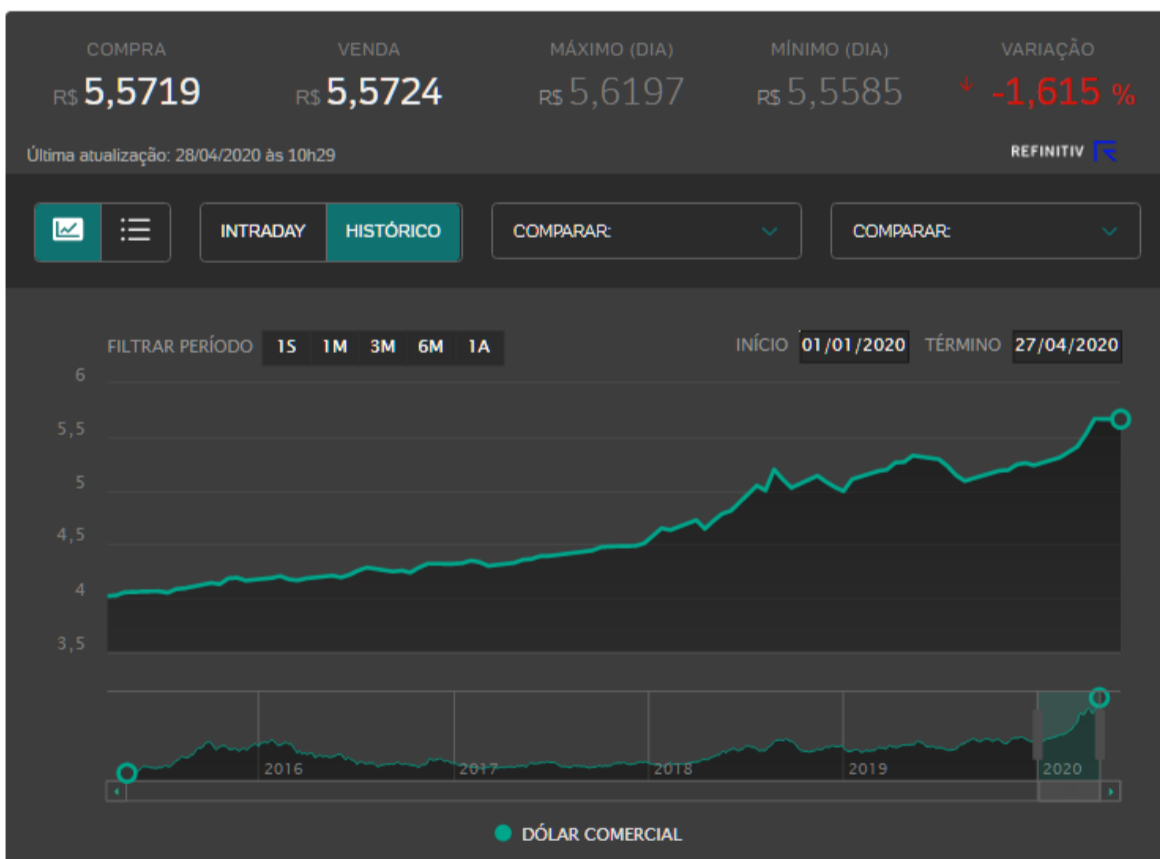 COMPRA VENDA MÁXIMO (DIA) MÍNIMO (DIA) VARIAÇÃO
R$ 5,5719 R$ 5,5724 R$ 5,6197 R$ 5,5585 -1,615 %
Última atualização: 28/04/2020 às 10h29 REFINITIV
INTRADAY HISTÓRICO COMPARAR: COMPARAR:
FILTRAR PERÍODO 1S 1M 3M 6M 1A INÍCIO 01/01/2020 TÉRMINO 27/04/2020
6
5,5
5
4,5
4
3,5
2016 2017 2018 2019 2020
DÓLAR COMERCIAL